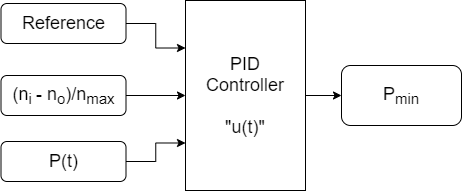 Reference
(ni - no)/nmax
P(t)
PID
Controller
"u(t)"
Pmin